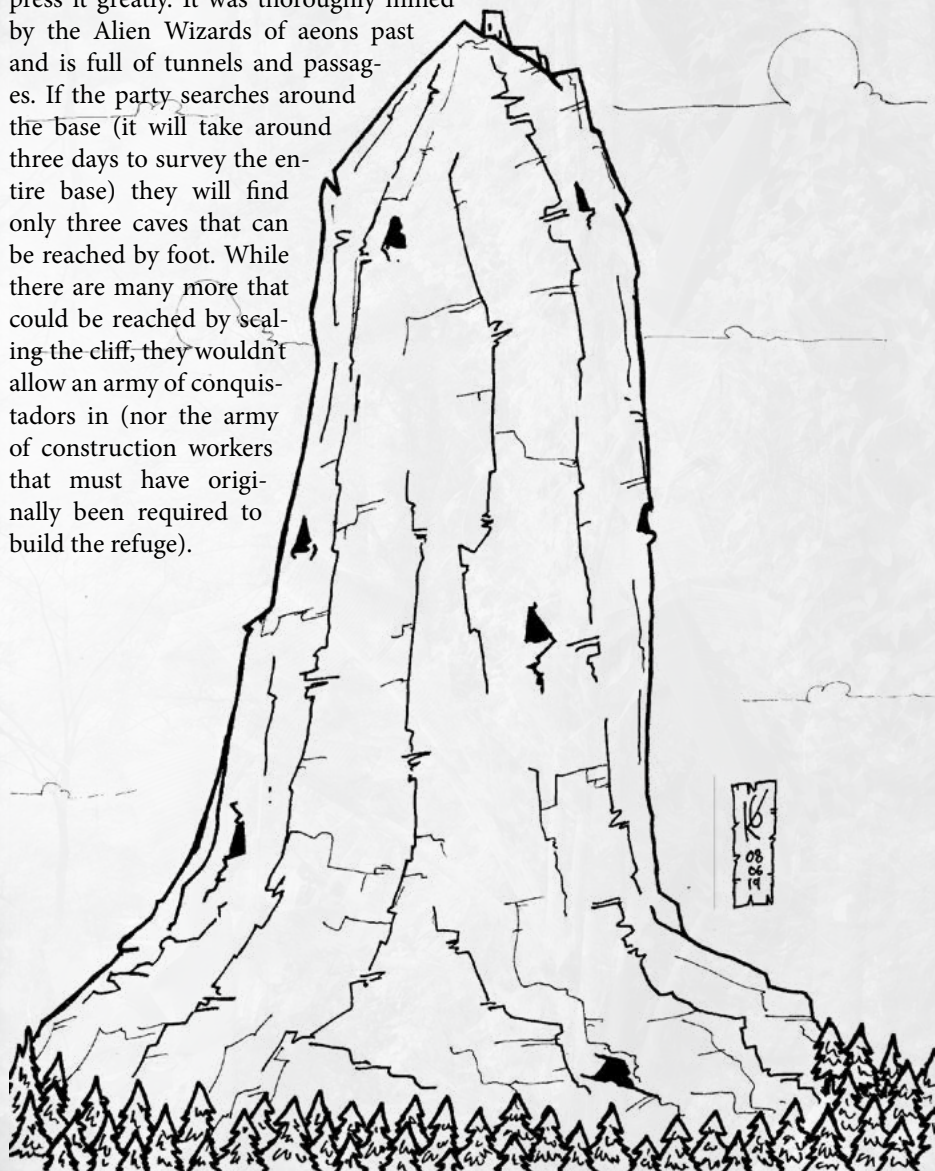 press it greatly. It was thoroughly mined
by the Alien Wizards of aeons past
and is full of tunnels and passag-
es. If the party searches around
the base (it will take around
three days to survey the en-
tire base) they will find
only three caves that can
be reached by foot. While
there are many more that
could be reached by scal-
ing the cliff, they wouldn't
allow an army of conquis-
tadors in (nor the army
of construction workers
that must have origi-
nally been required to
build the refuge).
08
06
19